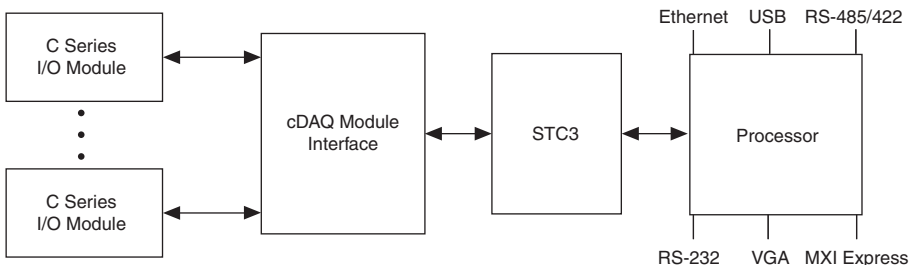 Ethernet USB RS-485/422
C Series
I/O Module
cDAQ Module
Interface
STC3
Processor
C Series
I/O Module
RS-232 VGA MXI Express